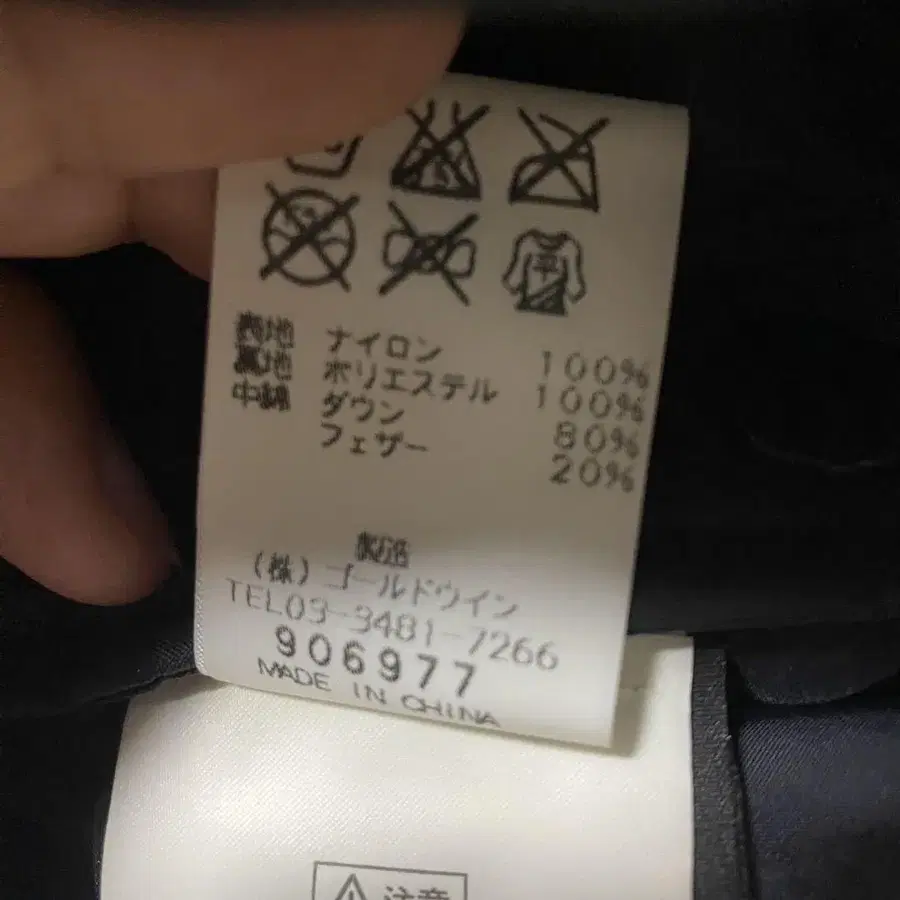 表地 ナイロン 100%
裏地 ポリエステル 100%
中綿 ダウン 80%
フェザー 20%
製造
(株)ゴールドウイン
TEL03-3481-7266
906977
MADE IN CHINA
注意